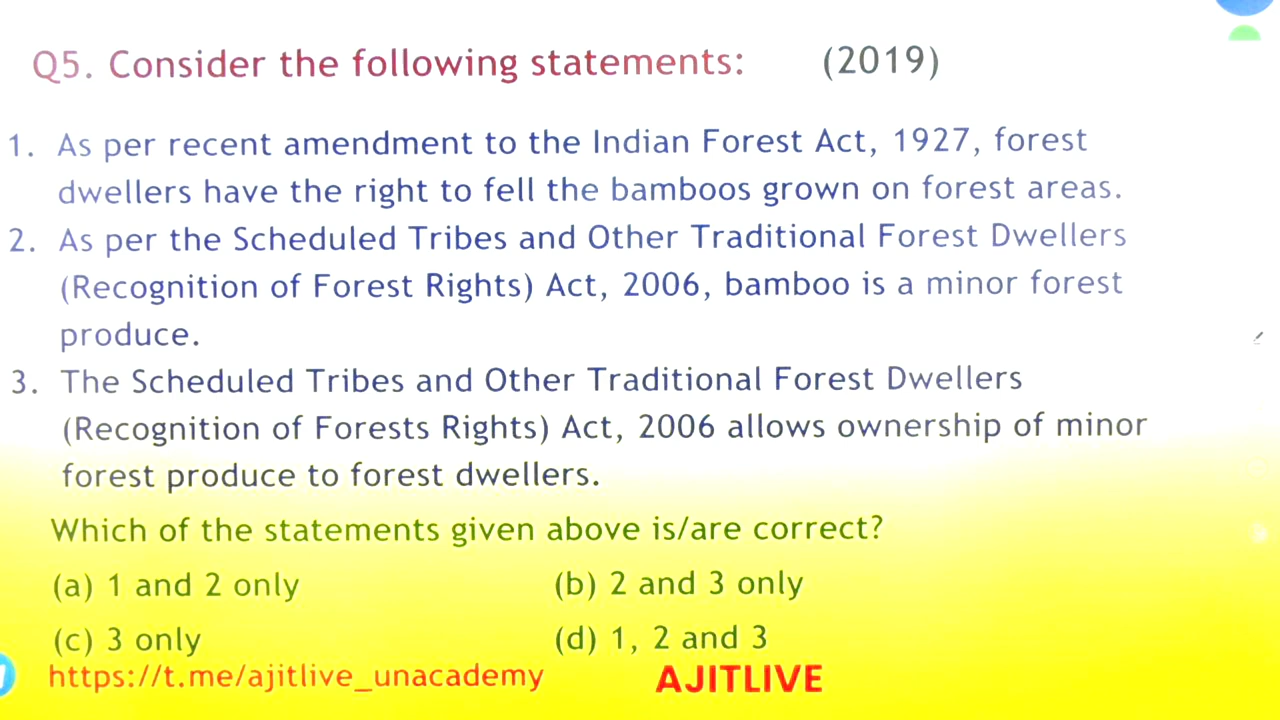 Q5. Consider the following statements: (2019)
1. As per recent amendment to the Indian Forest Act, 1927, forest
dwellers have the right to fell the bamboos grown on forest areas.
2. As per the Scheduled Tribes and Other Traditional Forest Dwellers
(Recognition of Forest Rights) Act, 2006, bamboo is a minor forest
produce.
3. The Scheduled Tribes and Other Traditional Forest Dwellers
(Recognition of Forests Rights) Act, 2006 allows ownership of minor
forest produce to forest dwellers.
Which of the statements given above is/are correct?
(a) 1 and 2 only (b) 2 and 3 only
(c) 3 only (d) 1, 2 and 3
https://t.me/ajitlive_unacademy AJITLIVE